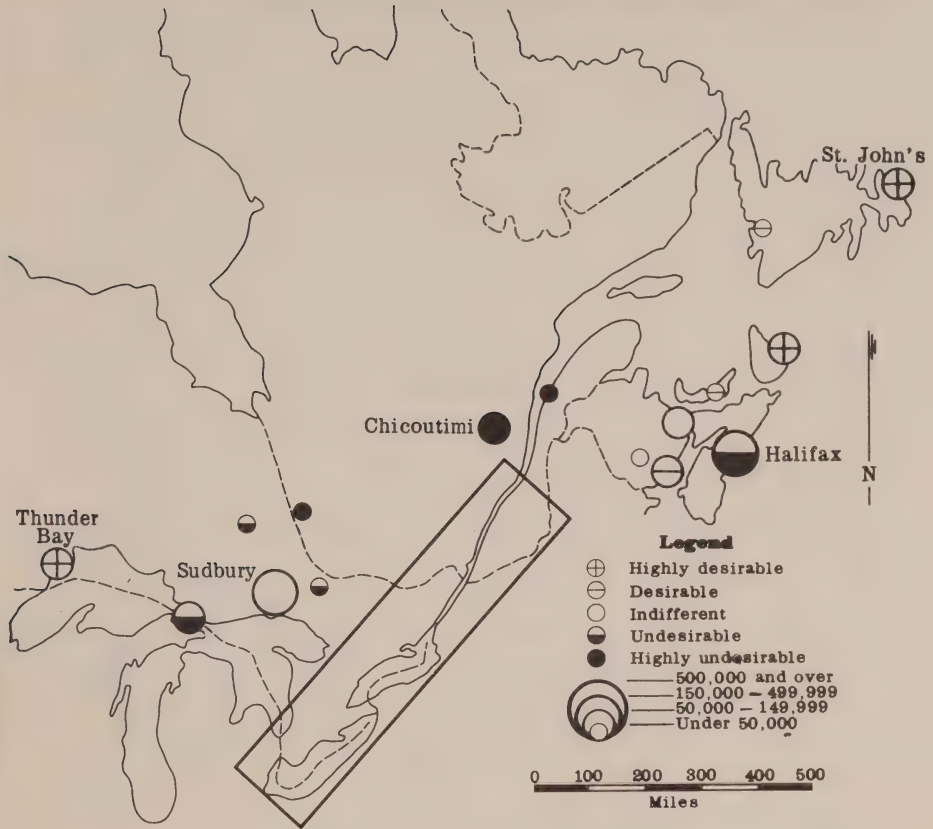 St. John's
Chicoutimi
Halifax
N
Thunder
Bay
Sudbury
Legend
Highly desirable
Desirable
Indifferent
Undesirable
Highly undesirable
500,000 and over
150,000 – 499,999
50,000 – 149,999
Under 50,000
0 100 200 300 400 500
Miles